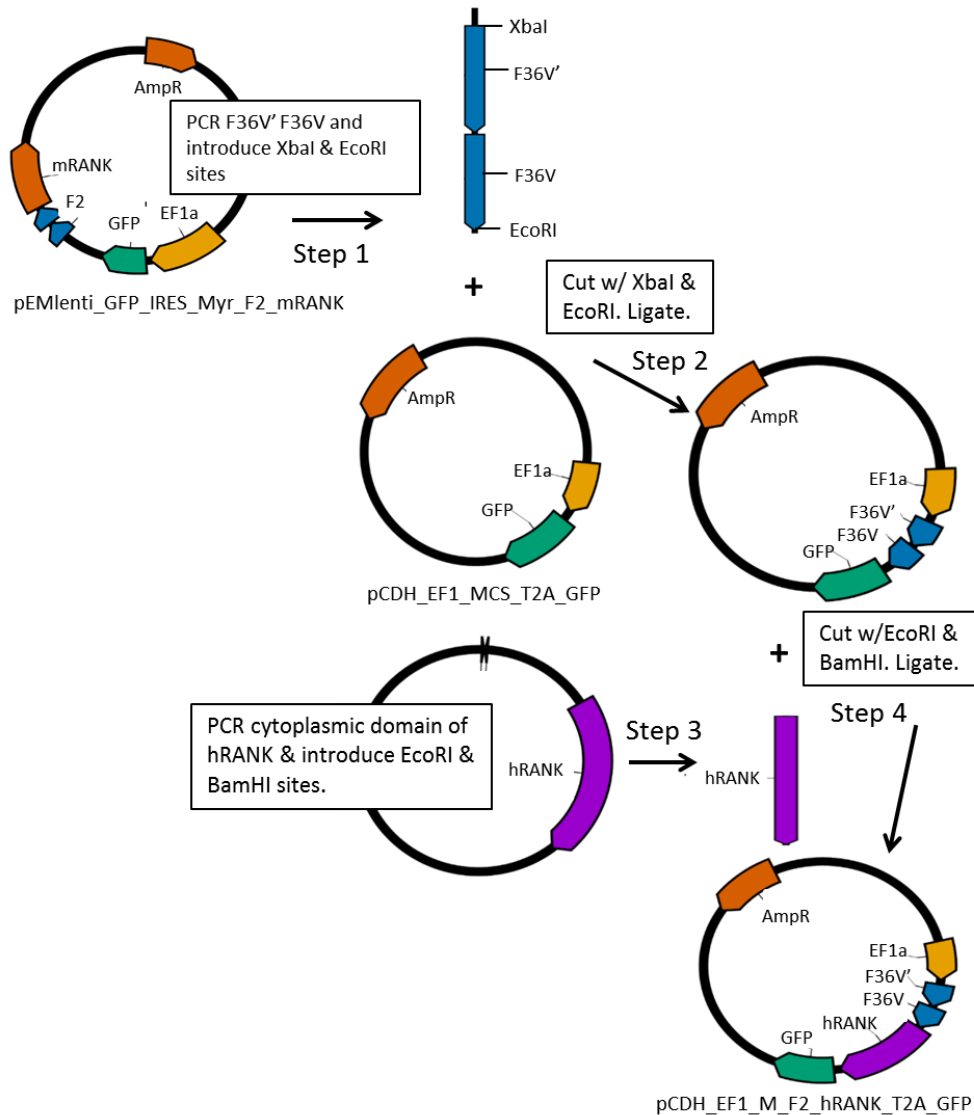 XbaI
F36V'
F36V
EcoRI
AmpR
mRANK
F2
GFP
EF1a
PCR F36V' F36V and
introduce XbaI & EcoRI
sites
Step 1
pEMlenti_GFP_IRES_Myr_F2_mRANK
+
Cut w/ XbaI &
EcoRI. Ligate.
Step 2
AmpR
EF1a
GFP
pCDH_EF1_MCS_T2A_GFP
AmpR
EF1a
F36V'
F36V
GFP
+
Cut w/EcoRI &
BamHI. Ligate.
Step 4
PCR cytoplasmic domain of
hRANK & introduce EcoRI &
BamHI sites.
hRANK
Step 3
hRANK
AmpR
EF1a
F36V'
F36V
hRANK
GFP
pCDH_EF1_M_F2_hRANK_T2A_GFP